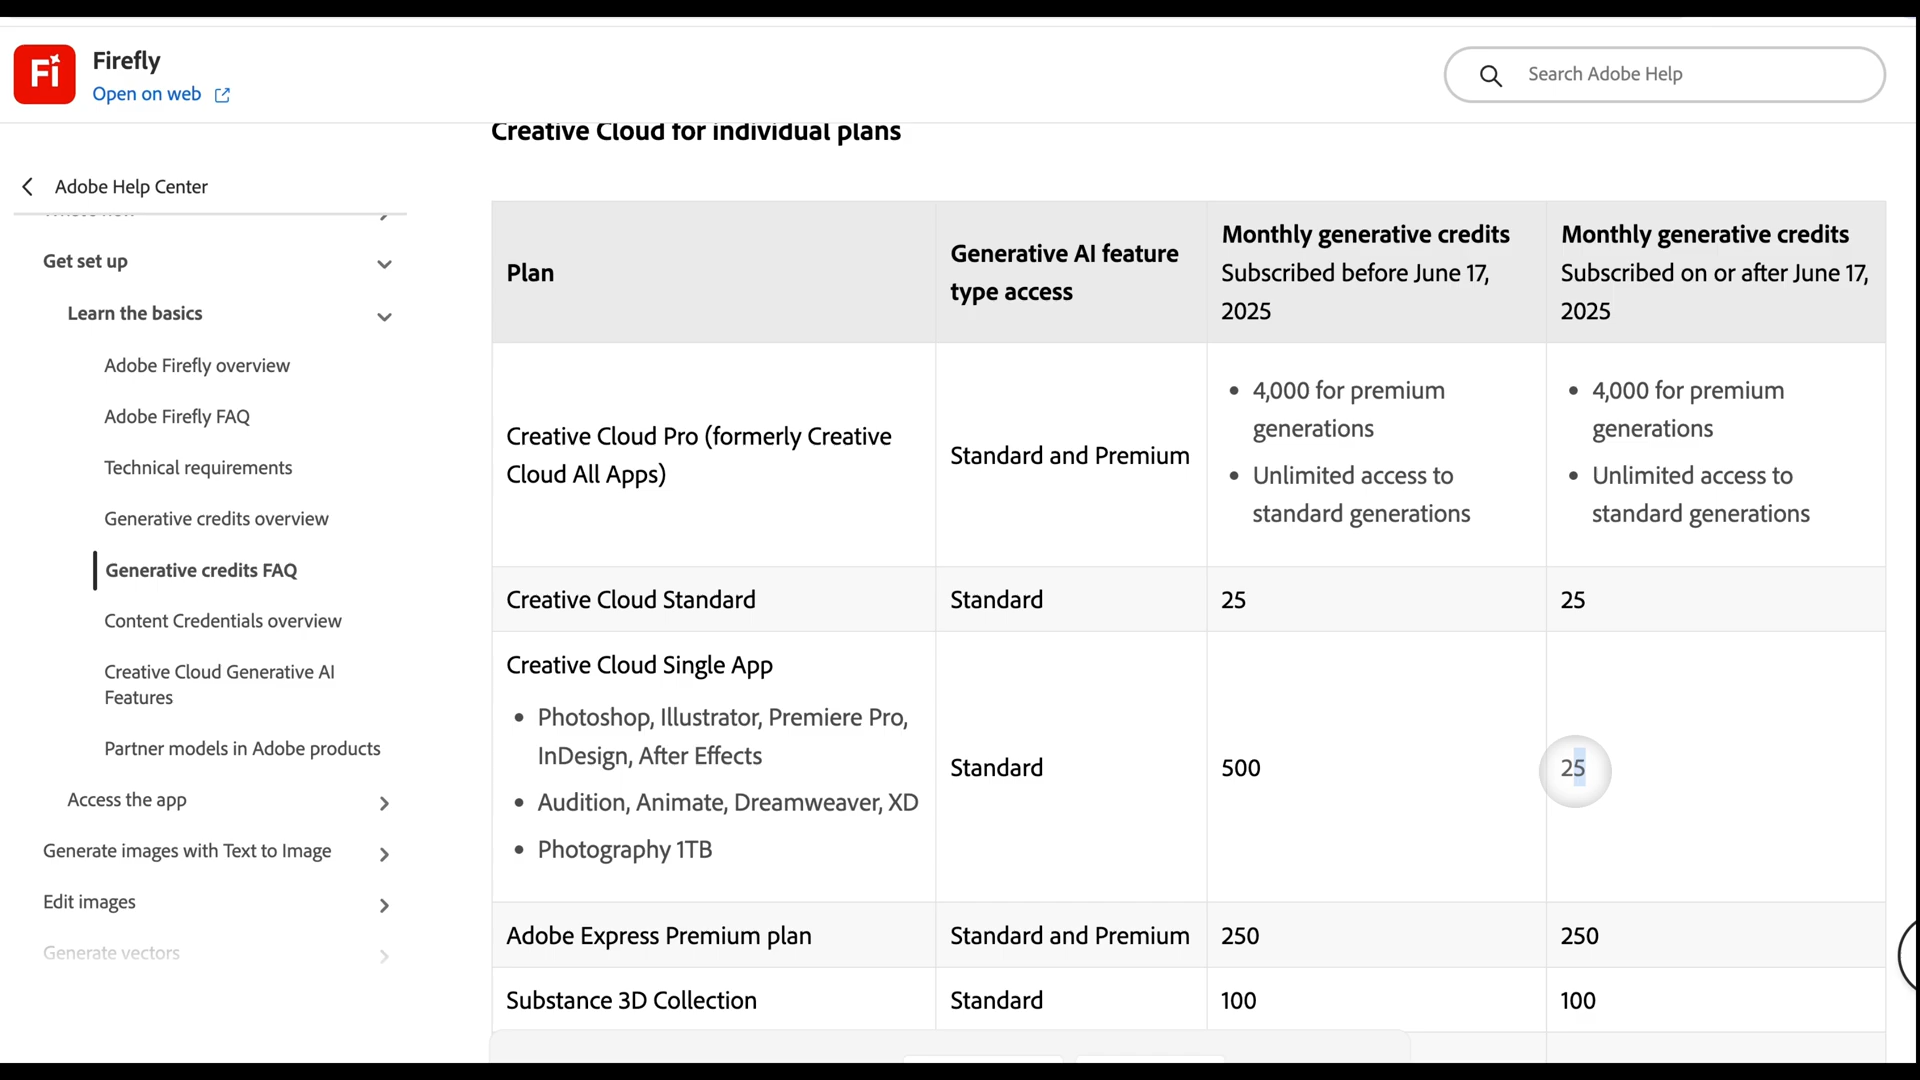 Fi
Firefly
Open on web
Search Adobe Help
Creative Cloud for individual plans
Adobe Help Center
Get set up
Learn the basics
Adobe Firefly overview
Adobe Firefly FAQ
Technical requirements
Generative credits overview
Generative credits FAQ
Content Credentials overview
Creative Cloud Generative AI
Features
Partner models in Adobe products
Access the app
Generate images with Text to Image
Edit images
Generate vectors
Plan
Generative AI feature
type access
Monthly generative credits
Subscribed before June 17,
2025
Monthly generative credits
Subscribed on or after June 17,
2025
Creative Cloud Pro (formerly Creative
Cloud All Apps)
Standard and Premium
• 4,000 for premium
generations
• Unlimited access to
standard generations
• 4,000 for premium
generations
• Unlimited access to
standard generations
Creative Cloud Standard
Standard
25
25
Creative Cloud Single App
• Photoshop, Illustrator, Premiere Pro,
InDesign, After Effects
• Audition, Animate, Dreamweaver, XD
• Photography 1TB
Standard
500
25
Adobe Express Premium plan
Standard and Premium
250
250
Substance 3D Collection
Standard
100
100